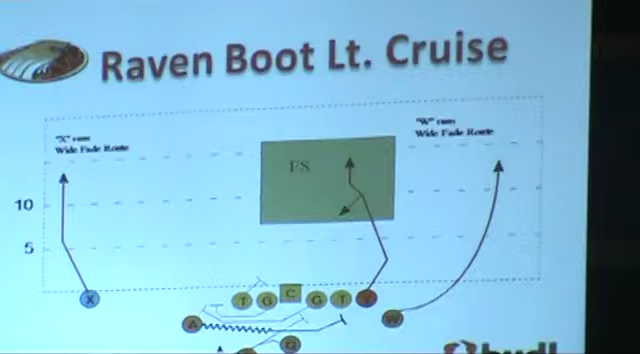 Raven Boot Lt. Cruise
"X" runs
Wide Fade Route
"W" runs
Wide Fade Route
FS
10
5
X
T G C G T Y
W
A
Q
hudl